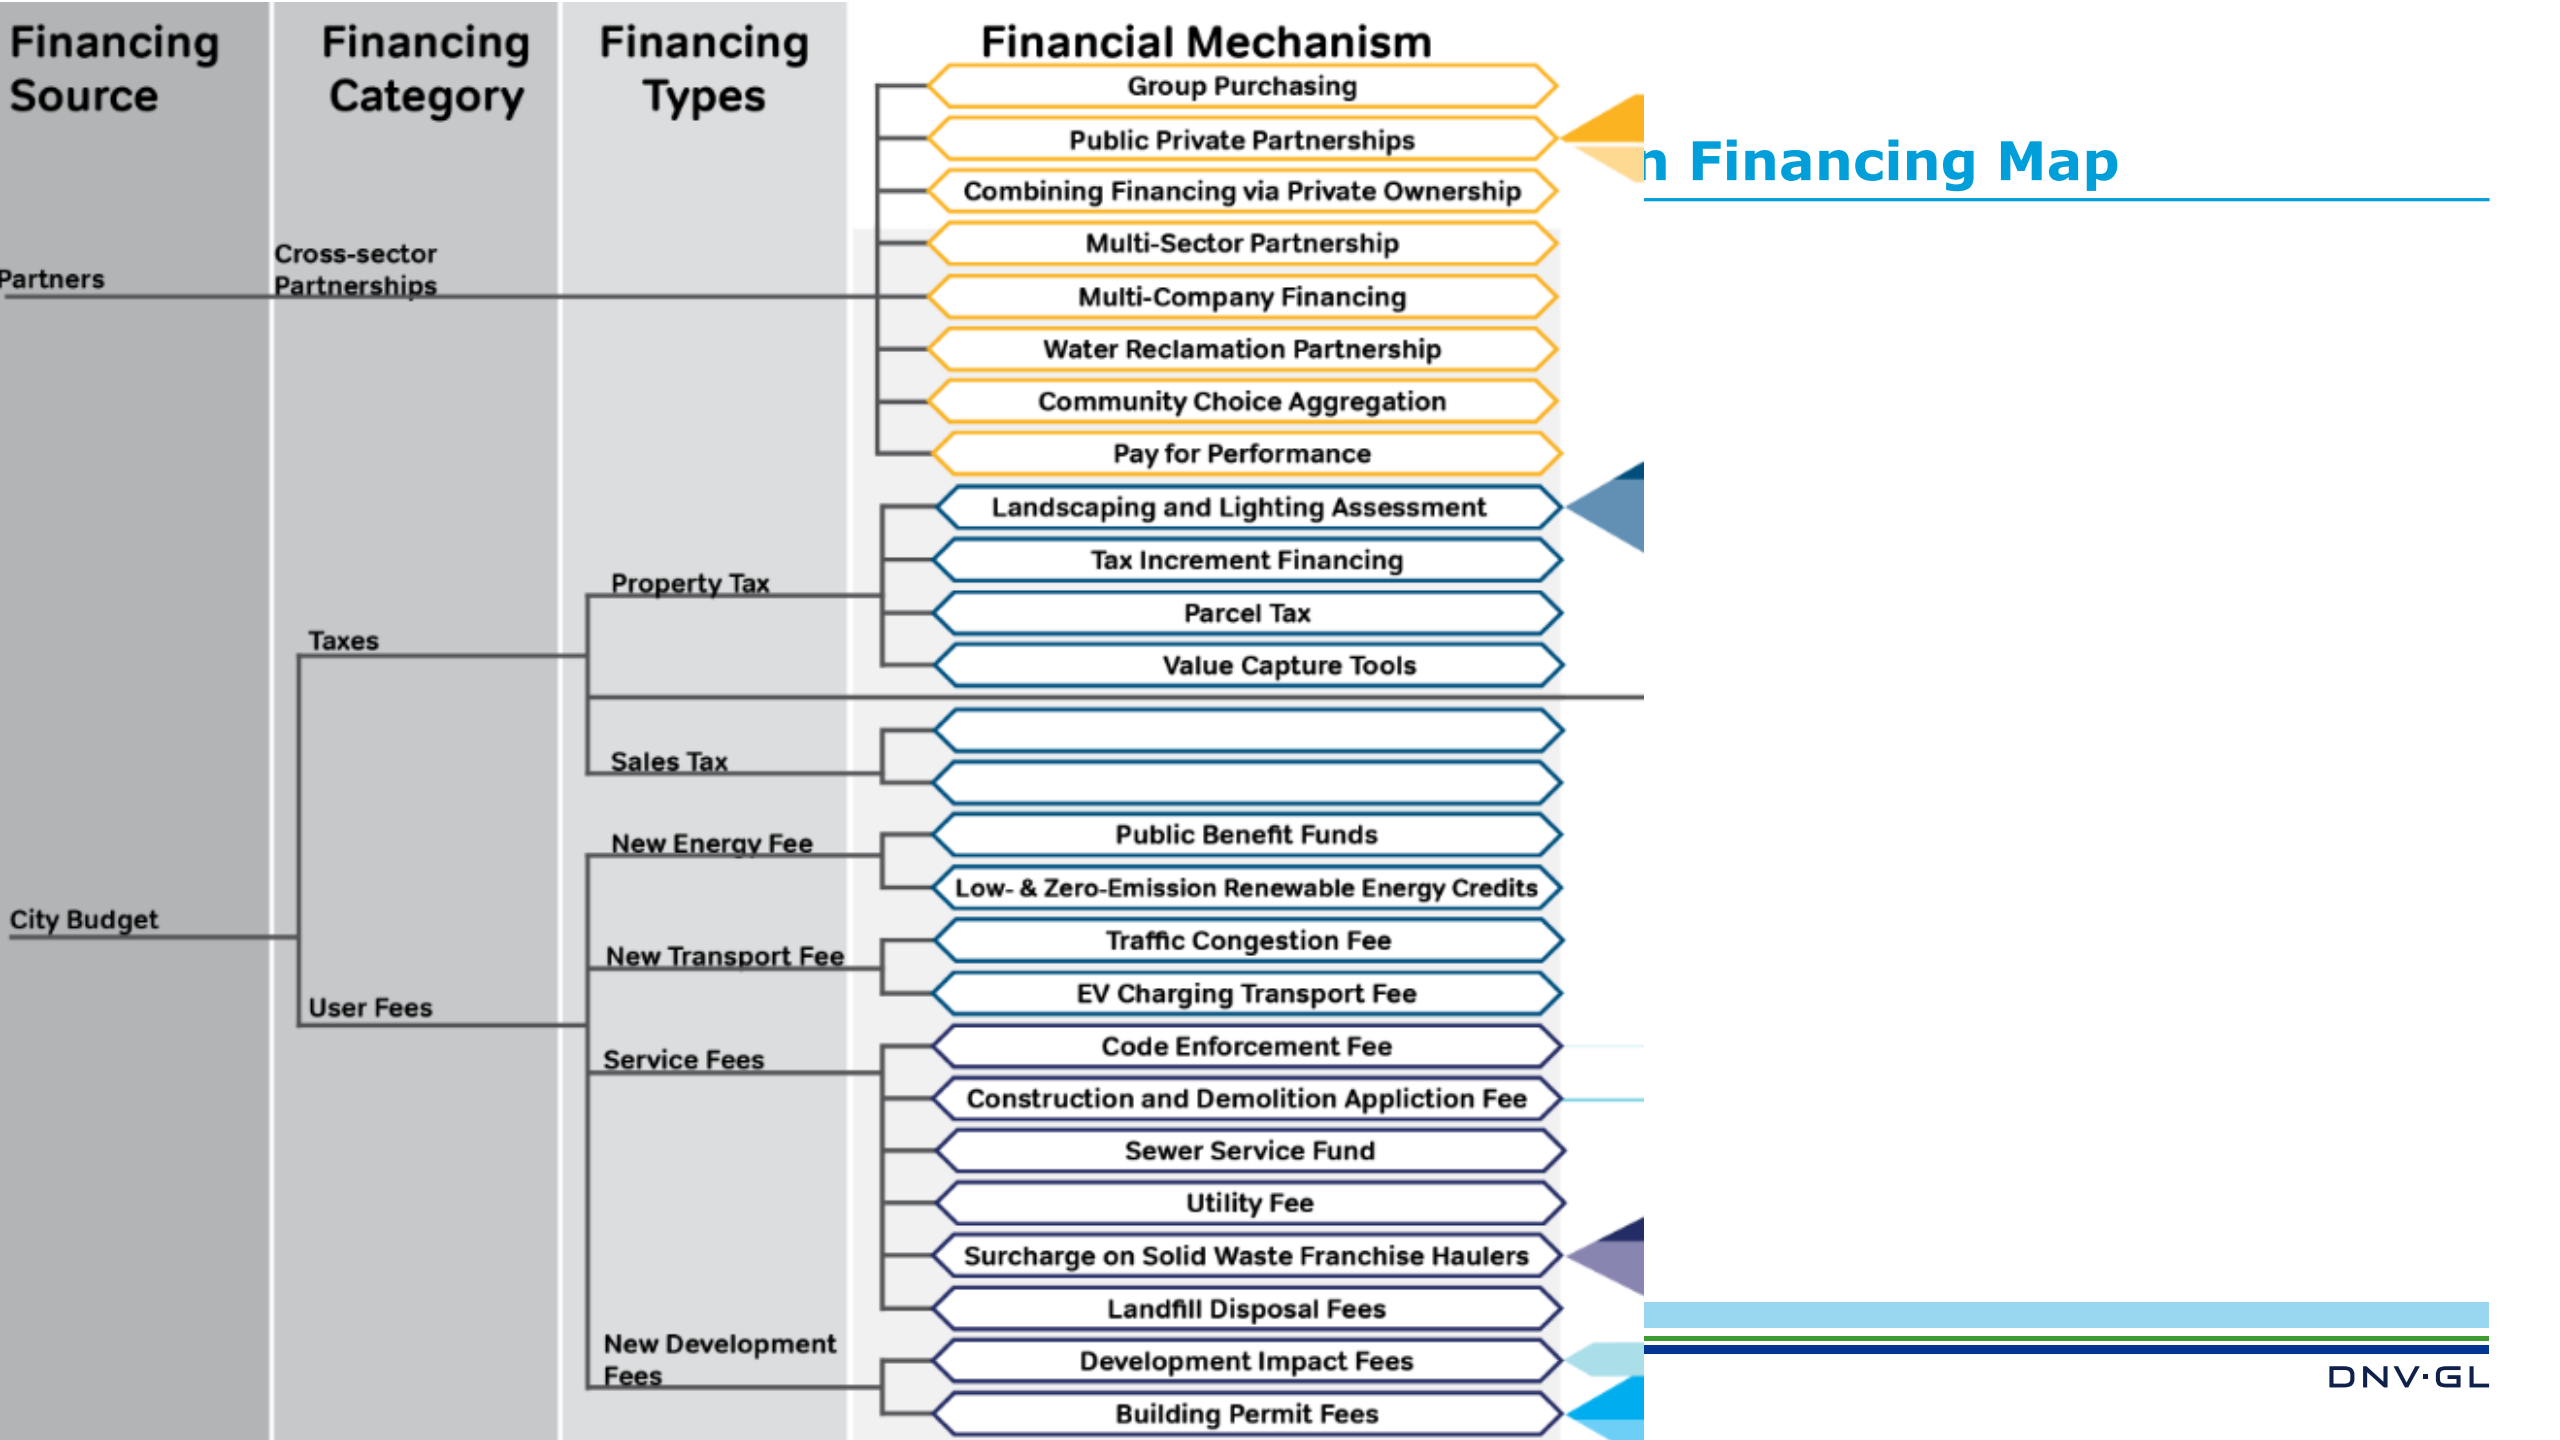 Financing
Source
Financing
Category
Financing
Types
Financial Mechanism
n Financing Map
Group Purchasing
Public Private Partnerships
Combining Financing via Private Ownership
Multi-Sector Partnership
Partners
Cross-sector
Partnerships
Multi-Company Financing
Water Reclamation Partnership
Community Choice Aggregation
Pay for Performance
Landscaping and Lighting Assessment
Tax Increment Financing
Property Tax
Parcel Tax
Taxes
Value Capture Tools
Sales Tax
New Energy Fee
Public Benefit Funds
Low- & Zero-Emission Renewable Energy Credits
City Budget
New Transport Fee
Traffic Congestion Fee
EV Charging Transport Fee
User Fees
Service Fees
Code Enforcement Fee
Construction and Demolition Appliction Fee
Sewer Service Fund
Utility Fee
Surcharge on Solid Waste Franchise Haulers
Landfill Disposal Fees
New Development
Fees
Development Impact Fees
Building Permit Fees
DNV·GL